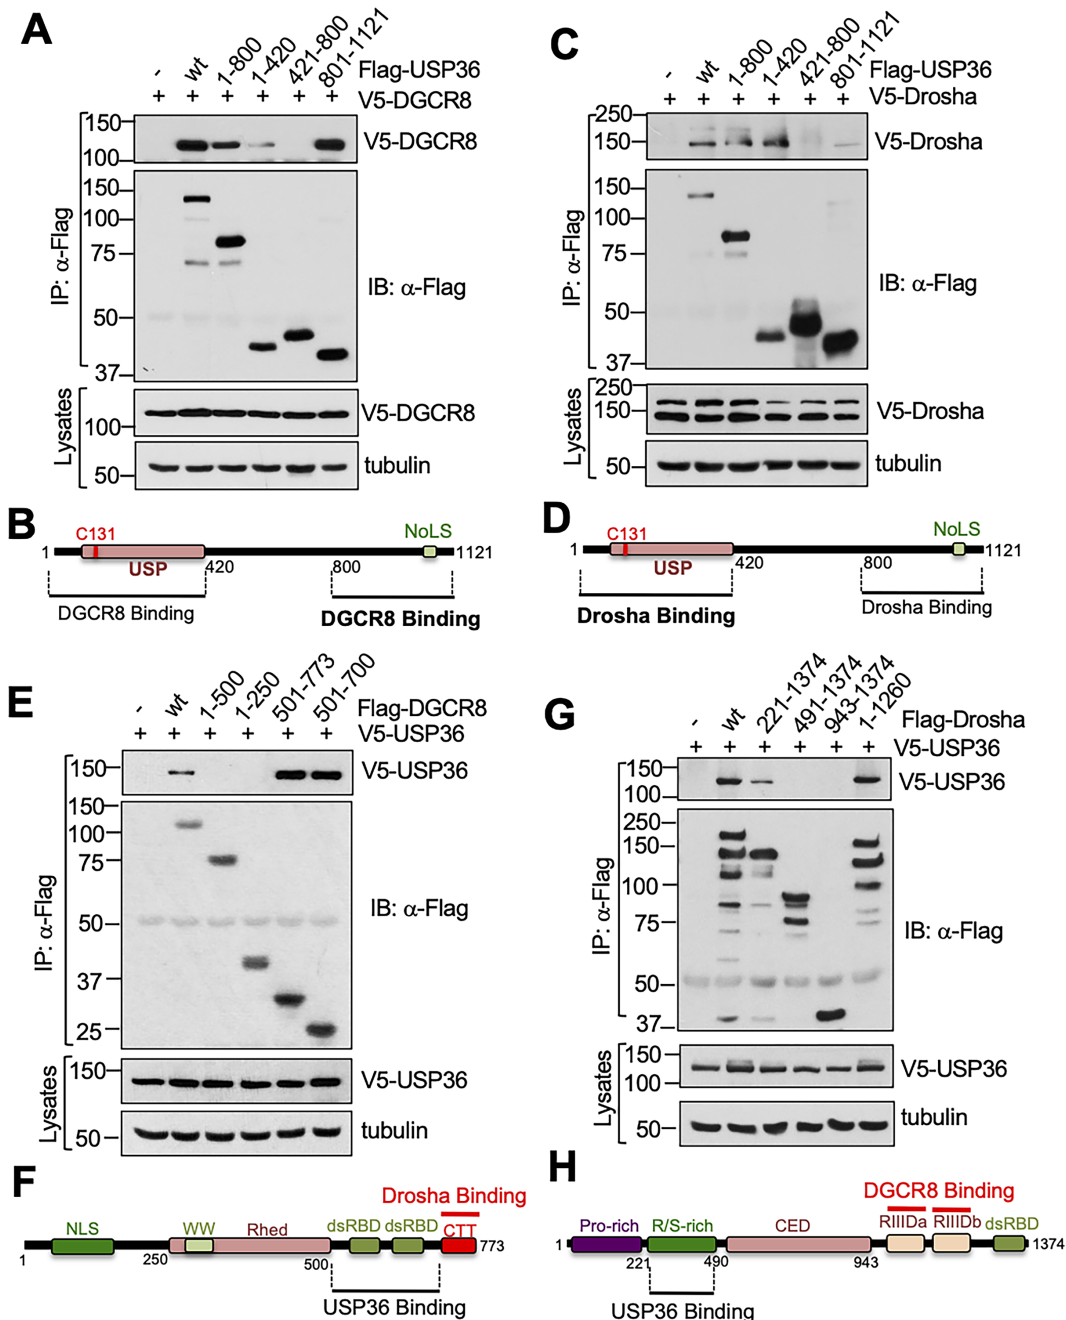 A
- wt 1-800 1-420 421-800 801-1121 Flag-USP36
+ + + + + + V5-DGCR8
IP: α-Flag
150
100
V5-DGCR8
150
100
75
50
37
IB: α-Flag
Lysates
100
V5-DGCR8
50
tubulin
B
C131
NoLS
1
1121
USP
420
800
DGCR8 Binding
DGCR8 Binding
C
- wt 1-800 1-420 421-800 801-1121 Flag-USP36
+ + + + + + V5-Drosha
IP: α-Flag
250
150
V5-Drosha
150
100
75
50
37
IB: α-Flag
Lysates
250
150
V5-Drosha
50
tubulin
D
C131
NoLS
1
1121
USP
420
800
Drosha Binding
Drosha Binding
E
- wt 1-500 1-250 501-773 501-700 Flag-DGCR8
+ + + + + + V5-USP36
IP: α-Flag
150
V5-USP36
150
100
75
50
37
25
IB: α-Flag
Lysates
150
V5-USP36
50
tubulin
F
Drosha Binding
NLS
WW
Rhed
dsRBD dsRBD
CTT
1
250
500
773
USP36 Binding
G
- wt 221-1374 491-1374 943-1374 1-1260 Flag-Drosha
+ + + + + + V5-USP36
IP: α-Flag
150
100
V5-USP36
250
150
100
75
50
37
IB: α-Flag
Lysates
150
100
V5-USP36
50
tubulin
H
DGCR8 Binding
Pro-rich
R/S-rich
CED
RIIIDa
RIIIDb
dsRBD
1
221
490
943
1374
USP36 Binding